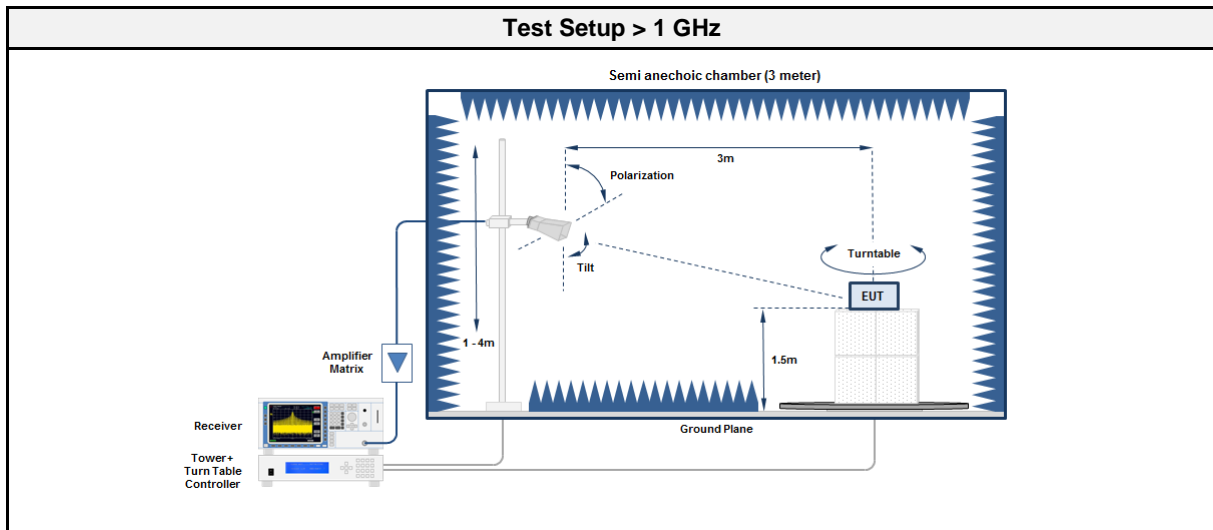 Test Setup > 1 GHz
Semi anechoic chamber (3 meter)
3m
Polarization
Turntable
Tilt
EUT
1 - 4m
1.5m
Amplifier
Matrix
Receiver
Ground Plane
Tower+
Turn Table
Controller